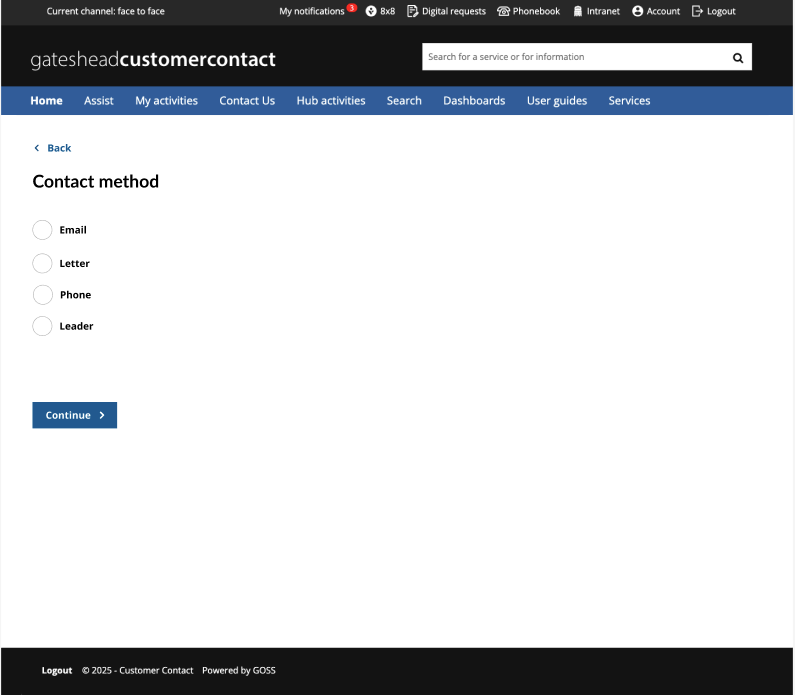 Current channel: face to face My notifications 3 8x8 Digital requests Phonebook Intranet Account Logout
gatesheadcustomercontact Search for a service or for information
Home Assist My activities Contact Us Hub activities Search Dashboards User guides Services
Back
Contact method
Email
Letter
Phone
Leader
Continue
Logout © 2025 - Customer Contact Powered by GOSS